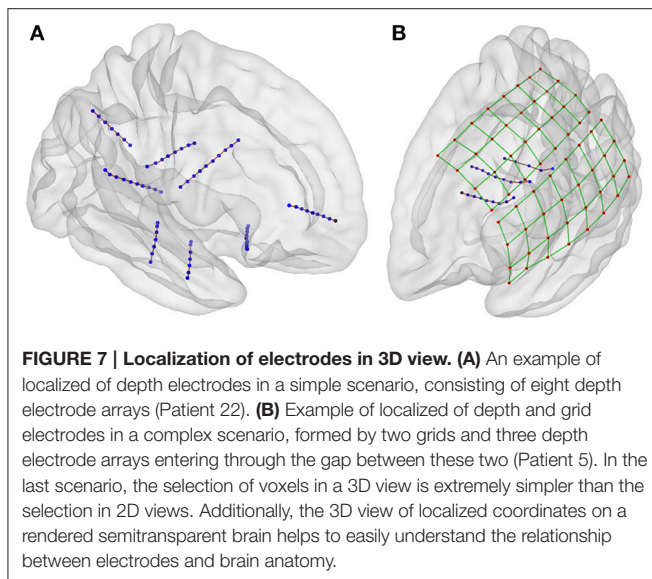 A
B
FIGURE 7 | Localization of electrodes in 3D view. (A) An example of
localized of depth electrodes in a simple scenario, consisting of eight depth
electrode arrays (Patient 22). (B) Example of localized of depth and grid
electrodes in a complex scenario, formed by two grids and three depth
electrode arrays entering through the gap between these two (Patient 5). In the
last scenario, the selection of voxels in a 3D view is extremely simpler than the
selection in 2D views. Additionally, the 3D view of localized coordinates on a
rendered semitransparent brain helps to easily understand the relationship
between electrodes and brain anatomy.